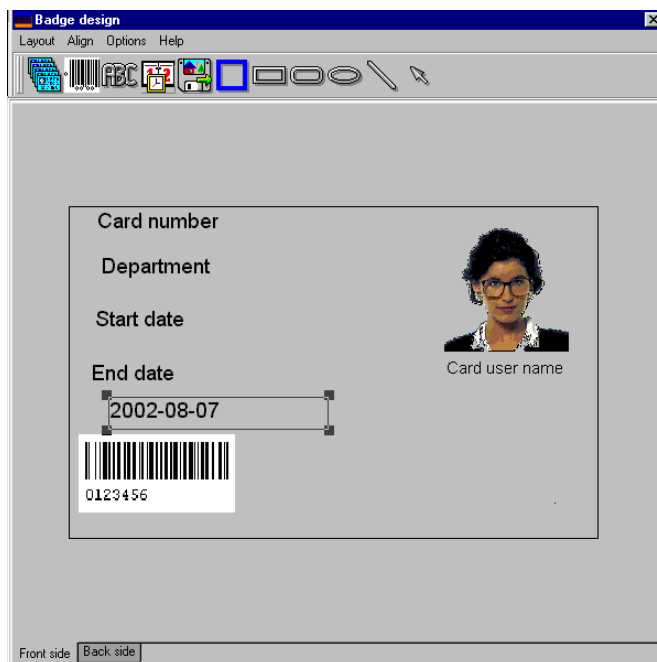 Badge design
Layout Align Options Help
ABC
Card number
Department
Start date
End date
Card user name
2002-08-07
0123456
Front side Back side